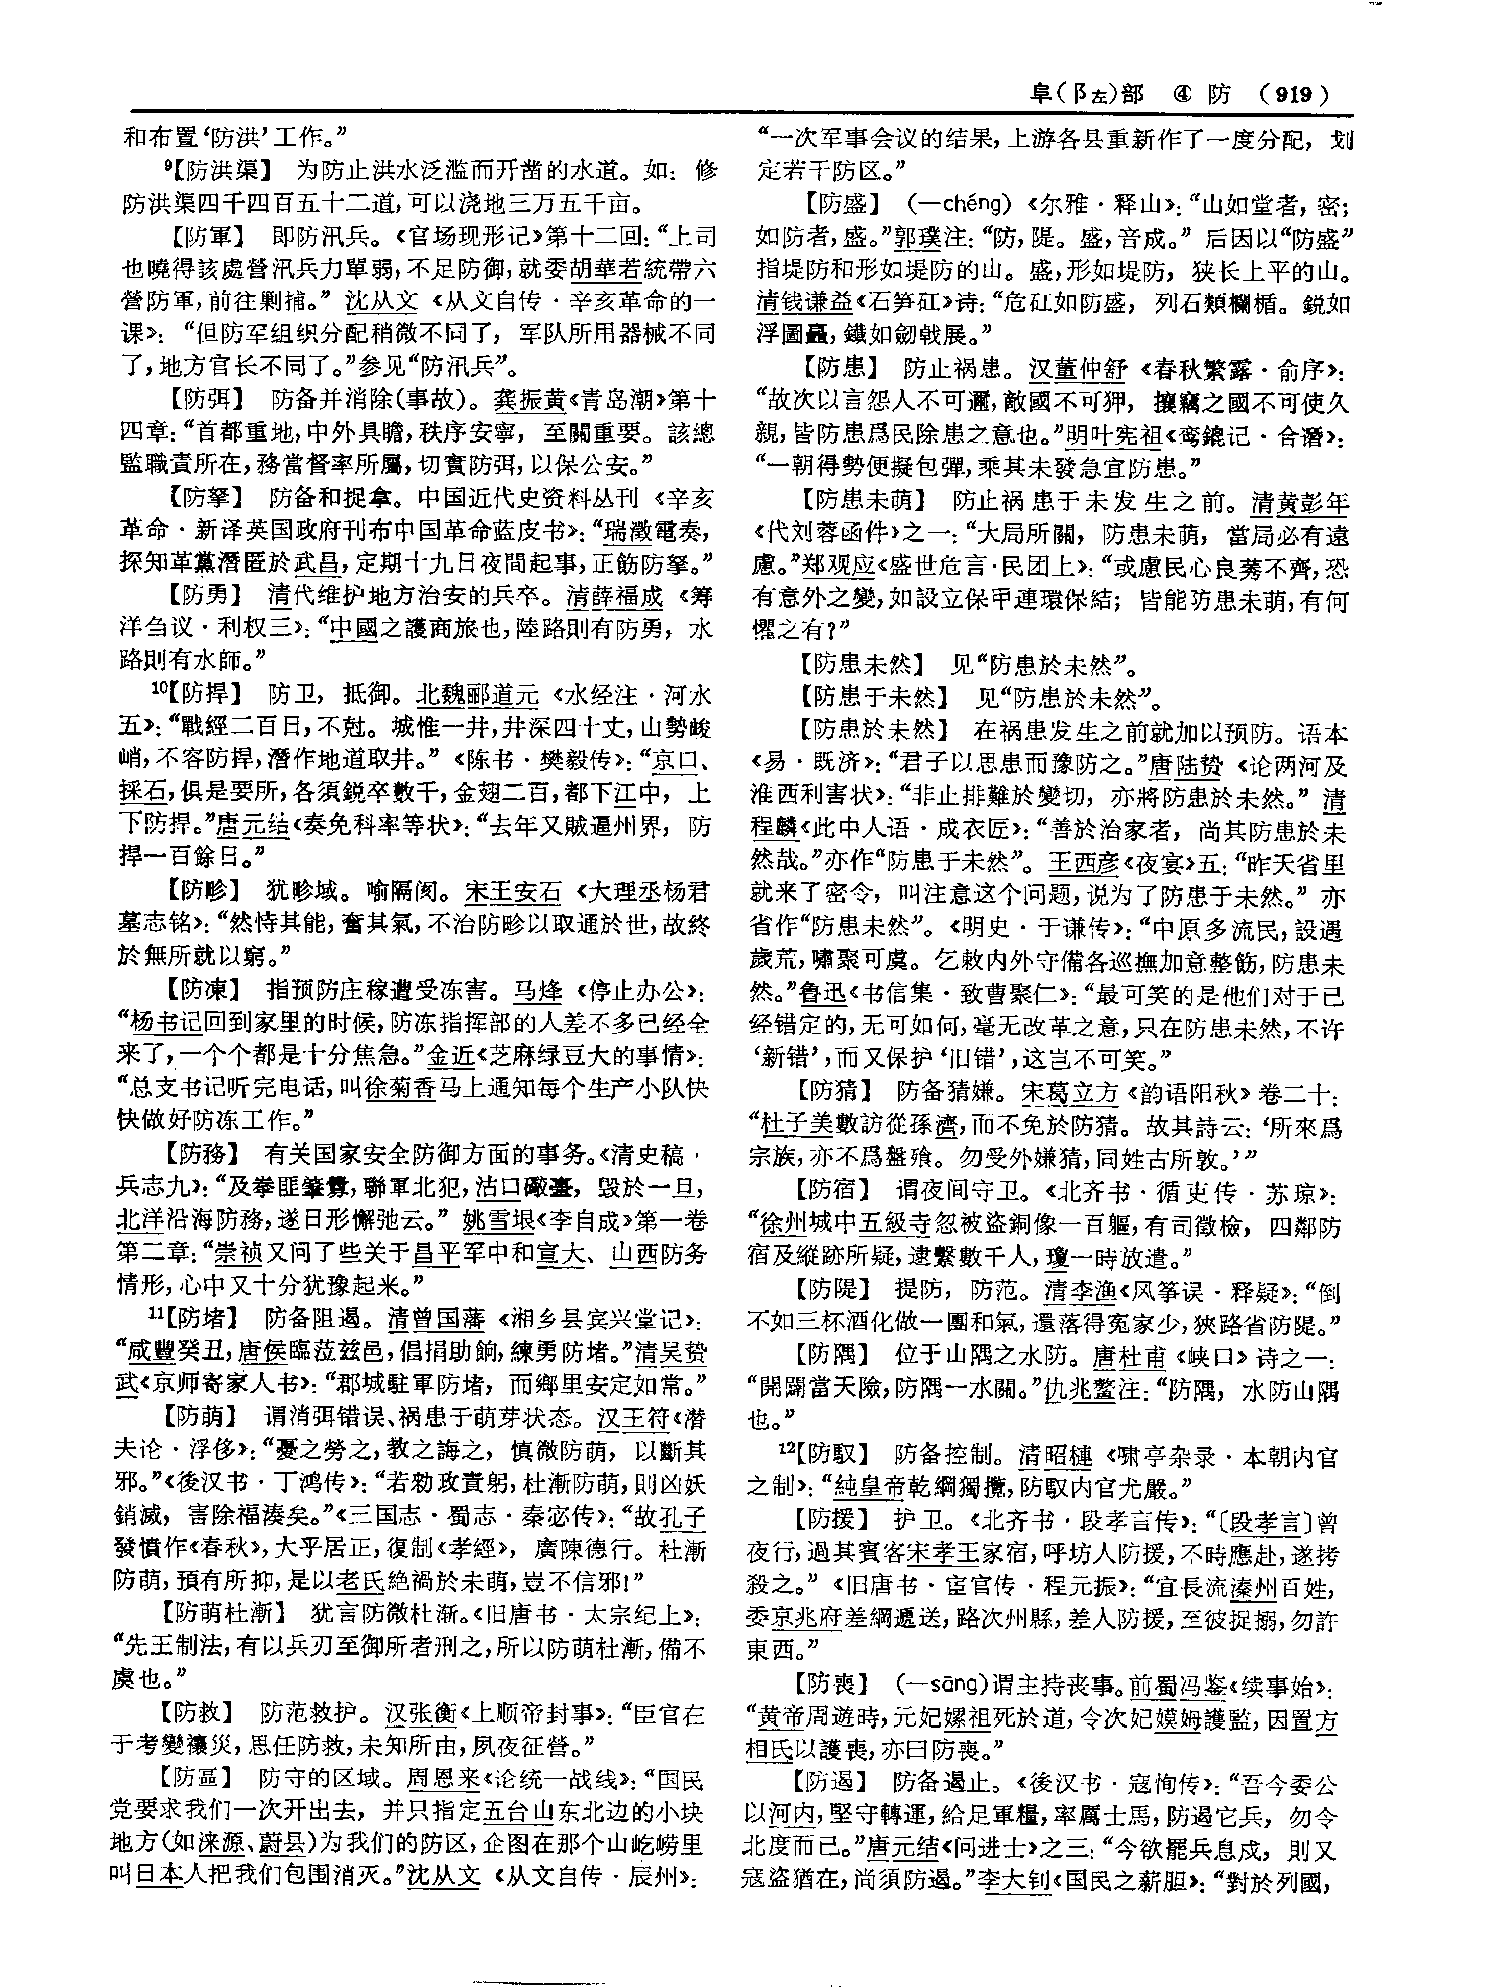 阜(阝左)部 ④ 防 (919)
和布置‘防洪’工作。”
⁹【防洪渠】 为防止洪水泛滥而开凿的水道。如：修
防洪渠四千四百五十二道，可以浇地三万五千亩。
【防軍】 即防汛兵。《官场现形记》第十二回：“上司
也曉得該處營汛兵力單弱，不足防御，就委胡華若統帶六
營防軍，前往剿捕。” 沈从文《从文自传·辛亥革命的一
课》：“但防军组织分配稍微不同了，军队所用器械不同
了，地方官长不同了。”参见“防汛兵”。
【防弭】 防备并消除(事故)。龚振黄《青岛潮》第十
四章：“首都重地，中外具瞻，秩序安寧，至關重要。該總
監職責所在，務當督率所屬，切實防弭，以保公安。”
【防拏】 防备和捉拿。中国近代史资料丛刊《辛亥
革命·新译英国政府刊布中国革命蓝皮书》：“瑞澂電奏，
探知革黨潛匿於武昌，定期十九日夜間起事，正飭防拏。”
【防勇】 清代维护地方治安的兵卒。清薛福成《筹
洋刍议·利权三》：“中國之護商旅也，陸路則有防勇，水
路則有水師。”
¹⁰【防捍】 防卫，抵御。北魏郦道元《水经注·河水
五》：“戰經二百日，不尅。城惟一井，井深四十丈，山勢峻
峭，不容防捍，潛作地道取井。”《陈书·樊毅传》：“京口、
採石，俱是要所，各須鋭卒數千，金翅二百，都下江中，上
下防捍。”唐元结《奏免科率等状》：“去年又賊逼州界，防
捍一百餘日。”
【防畛】 犹畛域。喻隔阂。宋王安石《大理丞杨君
墓志铭》：“然恃其能，奮其氣，不治防畛以取通於世，故終
於無所就以窮。”
【防凍】 指预防庄稼遭受冻害。马烽《停止办公》：
“杨书记回到家里的时候，防冻指挥部的人差不多已经全
来了，一个个都是十分焦急。”金近《芝麻绿豆大的事情》：
“总支书记听完电话，叫徐菊香马上通知每个生产小队快
快做好防冻工作。”
【防務】 有关国家安全防御方面的事务。《清史稿·
兵志九》：“及拳匪肇釁，聯軍北犯，沽口礮臺，毁於一旦，
北洋沿海防務，遂日形懈弛云。” 姚雪垠《李自成》第一卷
第二章：“崇祯又问了些关于昌平军中和宣大、山西防务
情形，心中又十分犹豫起来。”
¹¹【防堵】 防备阻遏。清曾国藩《湘乡县宾兴堂记》：
“咸豐癸丑，唐侯臨莅兹邑，倡捐助餉，練勇防堵。”清吴贽
武《京师寄家人书》：“郡城駐軍防堵，而鄉里安定如常。”
【防萌】 谓消弭错误、祸患于萌芽状态。汉王符《潜
夫论·浮侈》：“憂之勞之，教之誨之，慎微防萌，以斷其
邪。”《後汉书·丁鸿传》：“若勑政責躬，杜漸防萌，則凶妖
銷滅，害除福湊矣。”《三国志·蜀志·秦宓传》：“故孔子
發憤作《春秋》，大乎居正，復制《孝經》，廣陳德行。杜漸
防萌，預有所抑，是以老氏絶禍於未萌，豈不信邪！”
【防萌杜漸】 犹言防微杜渐。《旧唐书·太宗纪上》：
“先王制法，有以兵刃至御所者刑之，所以防萌杜漸，備不
虞也。”
【防救】 防范救护。汉张衡《上顺帝封事》：“臣官在
于考變禳災，思任防救，未知所由，夙夜征營。”
【防區】 防守的区域。周恩来《论统一战线》：“国民
党要求我们一次开出去，并只指定五台山东北边的小块
地方(如涞源、蔚县)为我们的防区，企图在那个山屹崂里
叫日本人把我们包围消灭。”沈从文《从文自传·辰州》：
“一次军事会议的结果，上游各县重新作了一度分配，划
定若干防区。”
【防盛】 (—chéng)《尔雅·释山》：“山如堂者，密；
如防者，盛。”郭璞注：“防，隄。盛，音成。” 后因以“防盛”
指堤防和形如堤防的山。盛，形如堤防，狭长上平的山。
清钱谦益《石笋矼》诗：“危矼如防盛，列石類欄楯。鋭如
浮圖矗，鐵如劒戟展。”
【防患】 防止祸患。汉董仲舒《春秋繁露·俞序》：
“故次以言怨人不可邇，敵國不可狎，攘竊之國不可使久
親，皆防患爲民除患之意也。”明叶宪祖《鸾鎞记·合谮》：
“一朝得勢便擬包彈，乘其未發急宜防患。”
【防患未萌】 防止祸患于未发生之前。清黄彭年
《代刘蓉函件》之一：“大局所關，防患未萌，當局必有遠
慮。”郑观应《盛世危言·民团上》：“或慮民心良莠不齊，恐
有意外之變，如設立保甲連環保結；皆能防患未萌，有何
懼之有？”
【防患未然】 见“防患於未然”。
【防患于未然】 见“防患於未然”。
【防患於未然】 在祸患发生之前就加以预防。语本
《易·既济》：“君子以思患而豫防之。”唐陆贽《论两河及
淮西利害状》：“非止排難於變切，亦將防患於未然。” 清
程麟《此中人语·成衣匠》：“善於治家者，尚其防患於未
然哉。”亦作“防患于未然”。王西彦《夜宴》五：“昨天省里
就来了密令，叫注意这个问题，说为了防患于未然。” 亦
省作“防患未然”。《明史·于谦传》：“中原多流民，設遇
歲荒，嘯聚可虞。乞敕内外守備各巡撫加意整飭，防患未
然。”鲁迅《书信集·致曹聚仁》：“最可笑的是他们对于已
经错定的，无可如何，毫无改革之意，只在防患未然，不许
‘新错’，而又保护‘旧错’，这岂不可笑。”
【防猜】 防备猜嫌。宋葛立方《韵语阳秋》卷二十：
“杜子美數訪從孫濟，而不免於防猜。故其詩云：‘所來爲
宗族，亦不爲盤飧。勿受外嫌猜，同姓古所敦。’”
【防宿】 谓夜间守卫。《北齐书·循吏传·苏琼》：
“徐州城中五級寺忽被盜銅像一百軀，有司徵檢，四鄰防
宿及縱跡所疑，逮繫數千人，瓊一時放遣。”
【防隄】 提防，防范。清李渔《风筝误·释疑》：“倒
不如三杯酒化做一團和氣，還落得冤家少，狹路省防隄。”
【防隅】 位于山隅之水防。唐杜甫《峡口》诗之一：
“開闢當天險，防隅一水關。”仇兆鳌注：“防隅，水防山隅
也。”
¹²【防馭】 防备控制。清昭槤《啸亭杂录·本朝内官
之制》：“純皇帝乾綱獨攬，防馭内官尤嚴。”
【防援】 护卫。《北齐书·段孝言传》：“〔段孝言〕曾
夜行，過其賓客宋孝王家宿，呼坊人防援，不時應赴，遂拷
殺之。”《旧唐书·宦官传·程元振》：“宜長流溱州百姓，
委京兆府差綱遞送，路次州縣，差人防援，至彼捉搦，勿許
東西。”
【防喪】 (—sāng)谓主持丧事。前蜀冯鉴《续事始》：
“黄帝周遊時，元妃嫘祖死於道，令次妃嫫姆護監，因置方
相氏以護喪，亦曰防喪。”
【防遏】 防备遏止。《後汉书·寇恂传》：“吾今委公
以河内，堅守轉運，給足軍糧，率厲士馬，防遏它兵，勿令
北度而已。”唐元结《问进士》之三：“今欲罷兵息戍，則又
寇盜猶在，尚須防遏。”李大钊《国民之薪胆》：“對於列國，